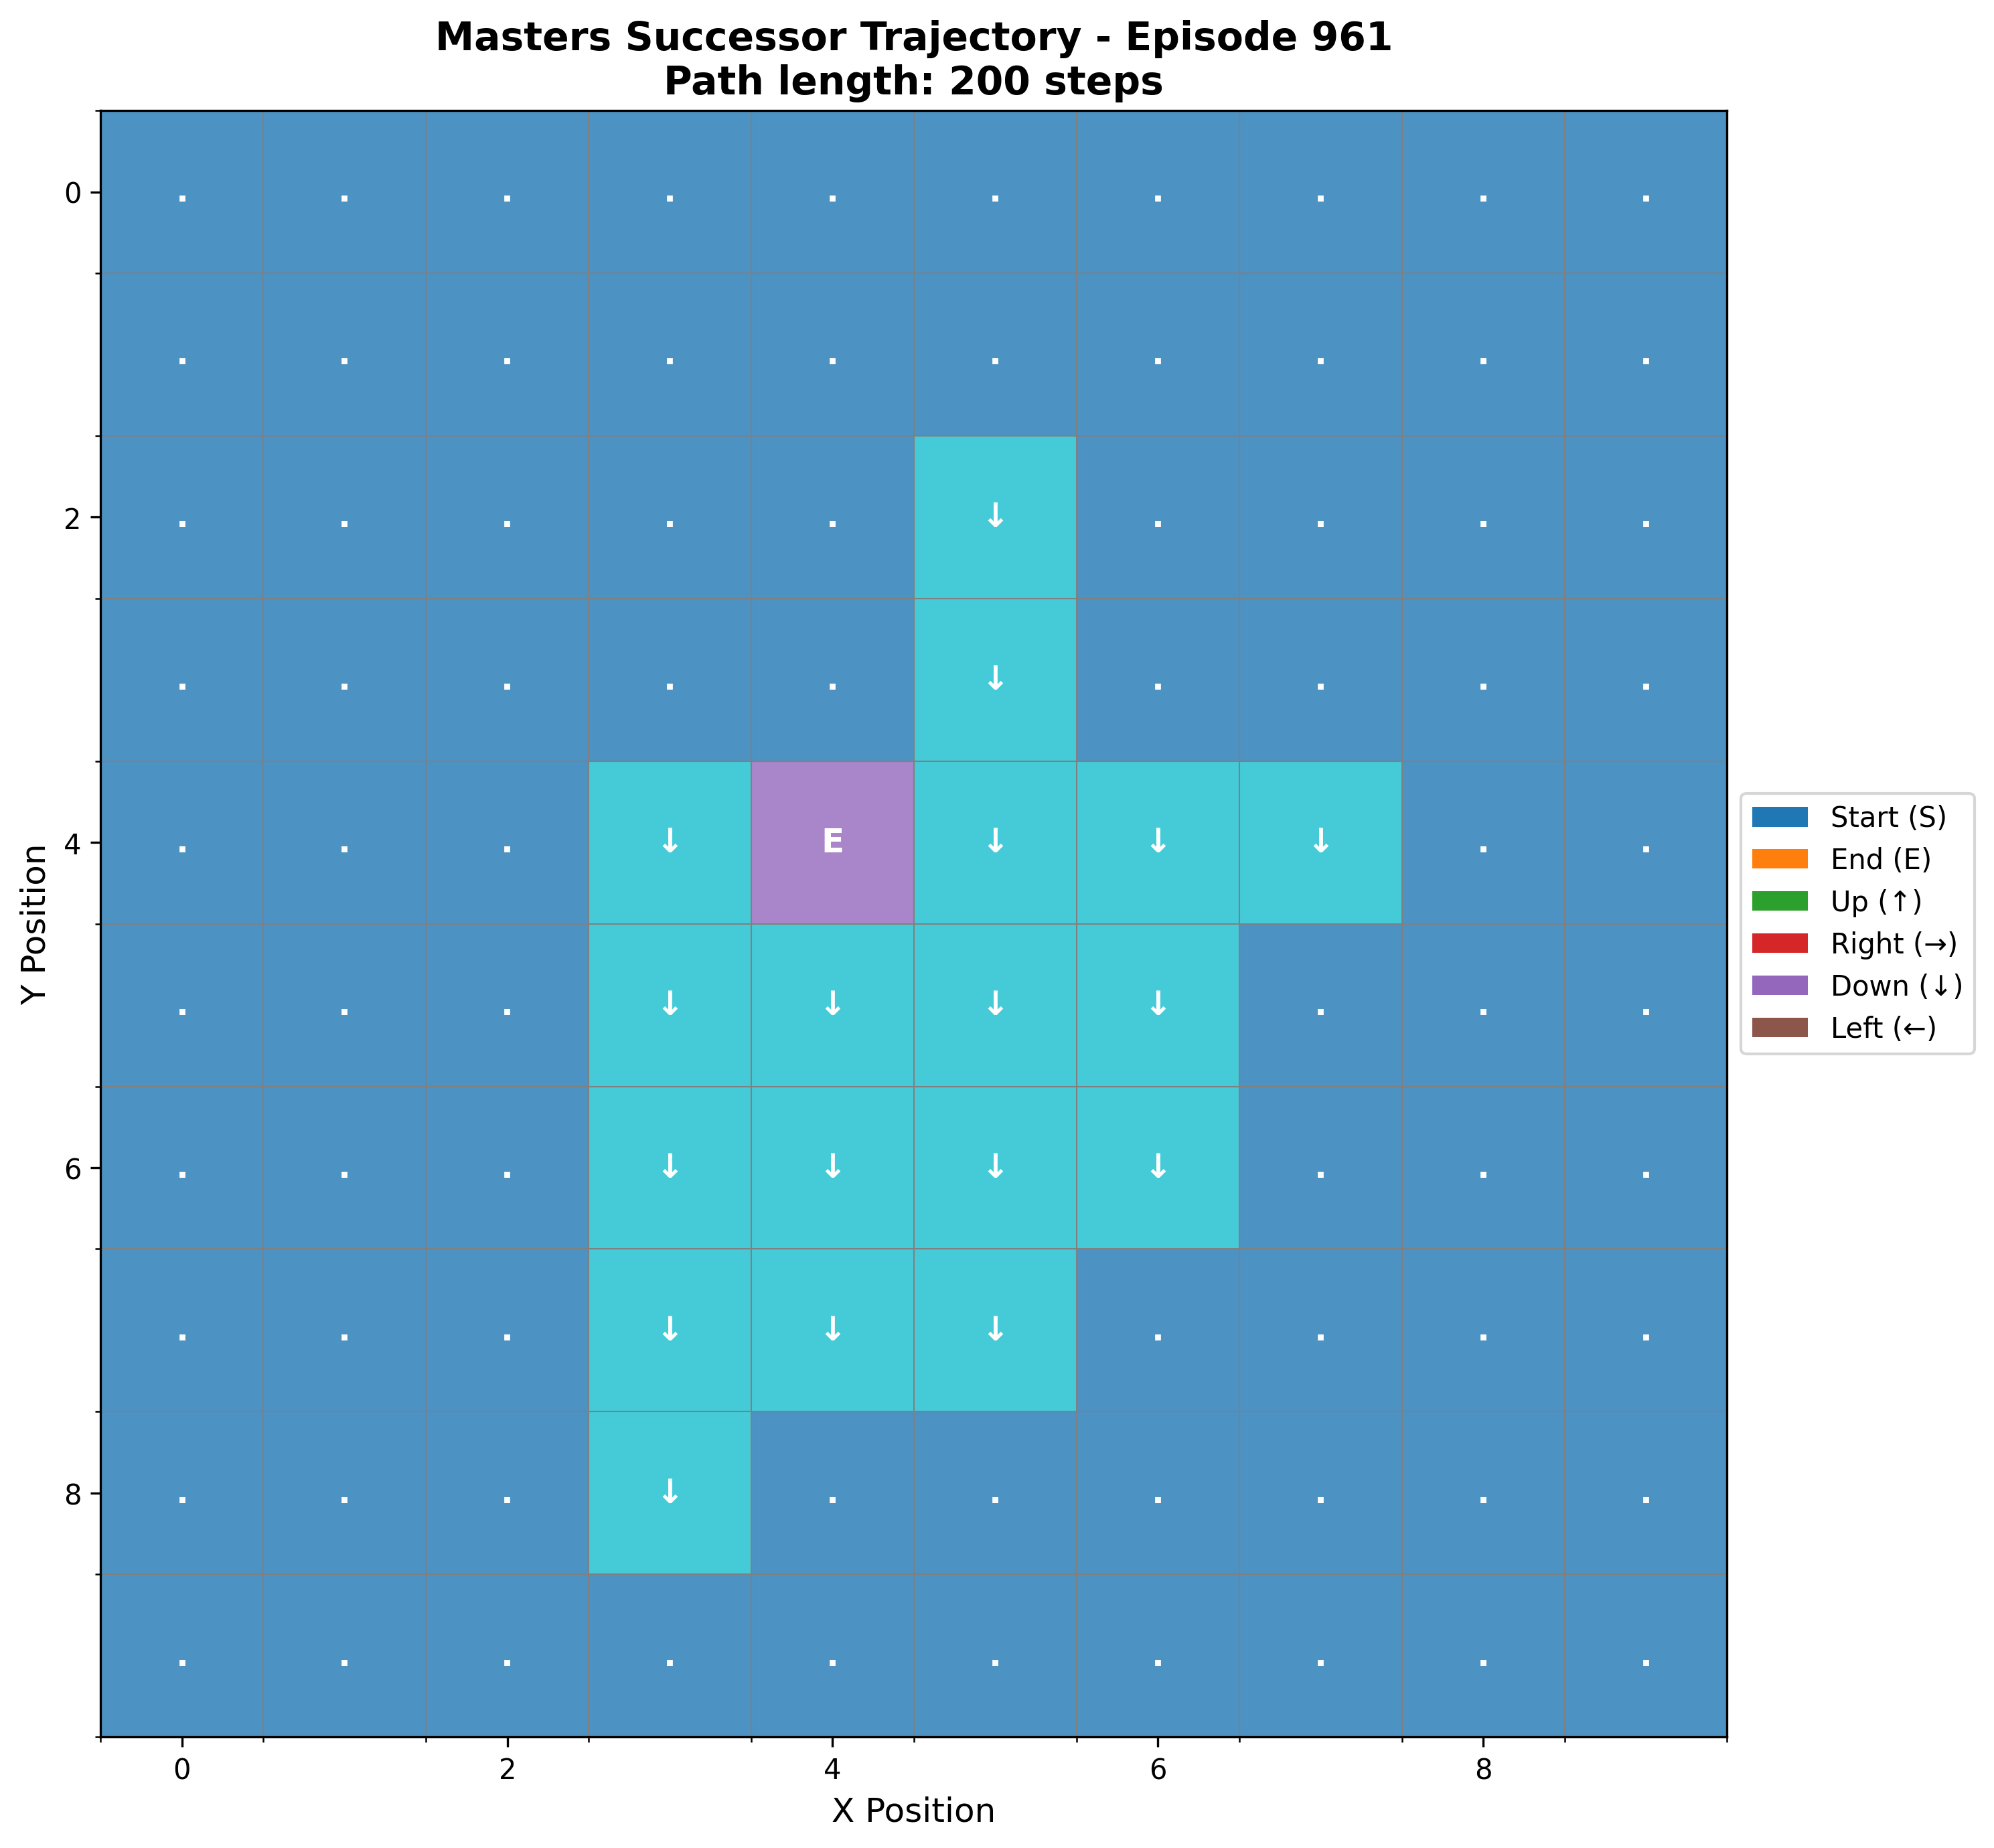 Masters Successor Trajectory - Episode 961
Path length: 200 steps
0 . . . . . . . . . .
. . . . . . . . . .
2 . . . . . ↓ . . . .
. . . . . ↓ . . . .
4 . . . ↓ E ↓ ↓ ↓ . .
. . . ↓ ↓ ↓ ↓ . . .
6 . . . ↓ ↓ ↓ ↓ . . .
. . . ↓ ↓ ↓ . . . .
8 . . . ↓ . . . . . .
. . . . . . . . . .
0 2 4 6 8
X Position
Y Position
Start (S)
End (E)
Up (↑)
Right (→)
Down (↓)
Left (←)